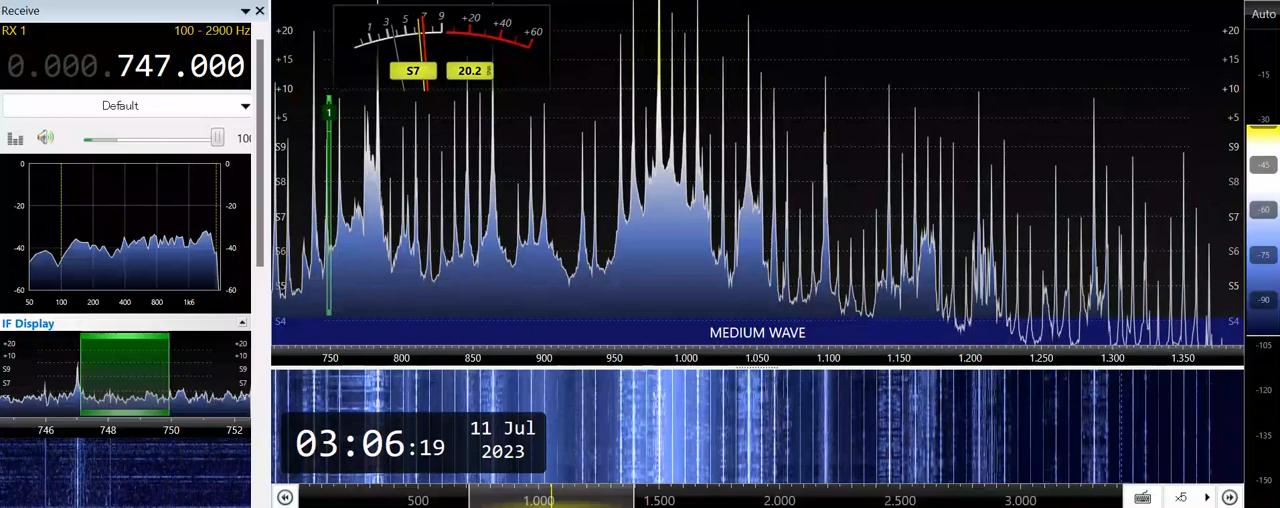 Receive
RX 1 100 - 2900 Hz
0.000.747.000
Default
100
0 0
-20 -20
-40 -40
-60 -60
50 100 200 400 800 1k6
IF Display
+20 +20
+10 +10
S9 S9
S7 S7
746 748 750 752
1 3 5 7 9 +20 +40 +60
S7 20.2
+20 +20
+15 +15
+10 +10
+5 +5
S9 S9
S8 S8
S7 S7
S6 S6
S5 S5
S4 S4
1
MEDIUM WAVE
750 800 850 900 950 1.000 1.050 1.100 1.150 1.200 1.250 1.300 1.350
03:06:19 11 Jul
2023
500 1.000 1.500 2.000 2.500 3.000
x5
Auto
-15
-30
-45
-60
-75
-90
-105
-120
-135
-150